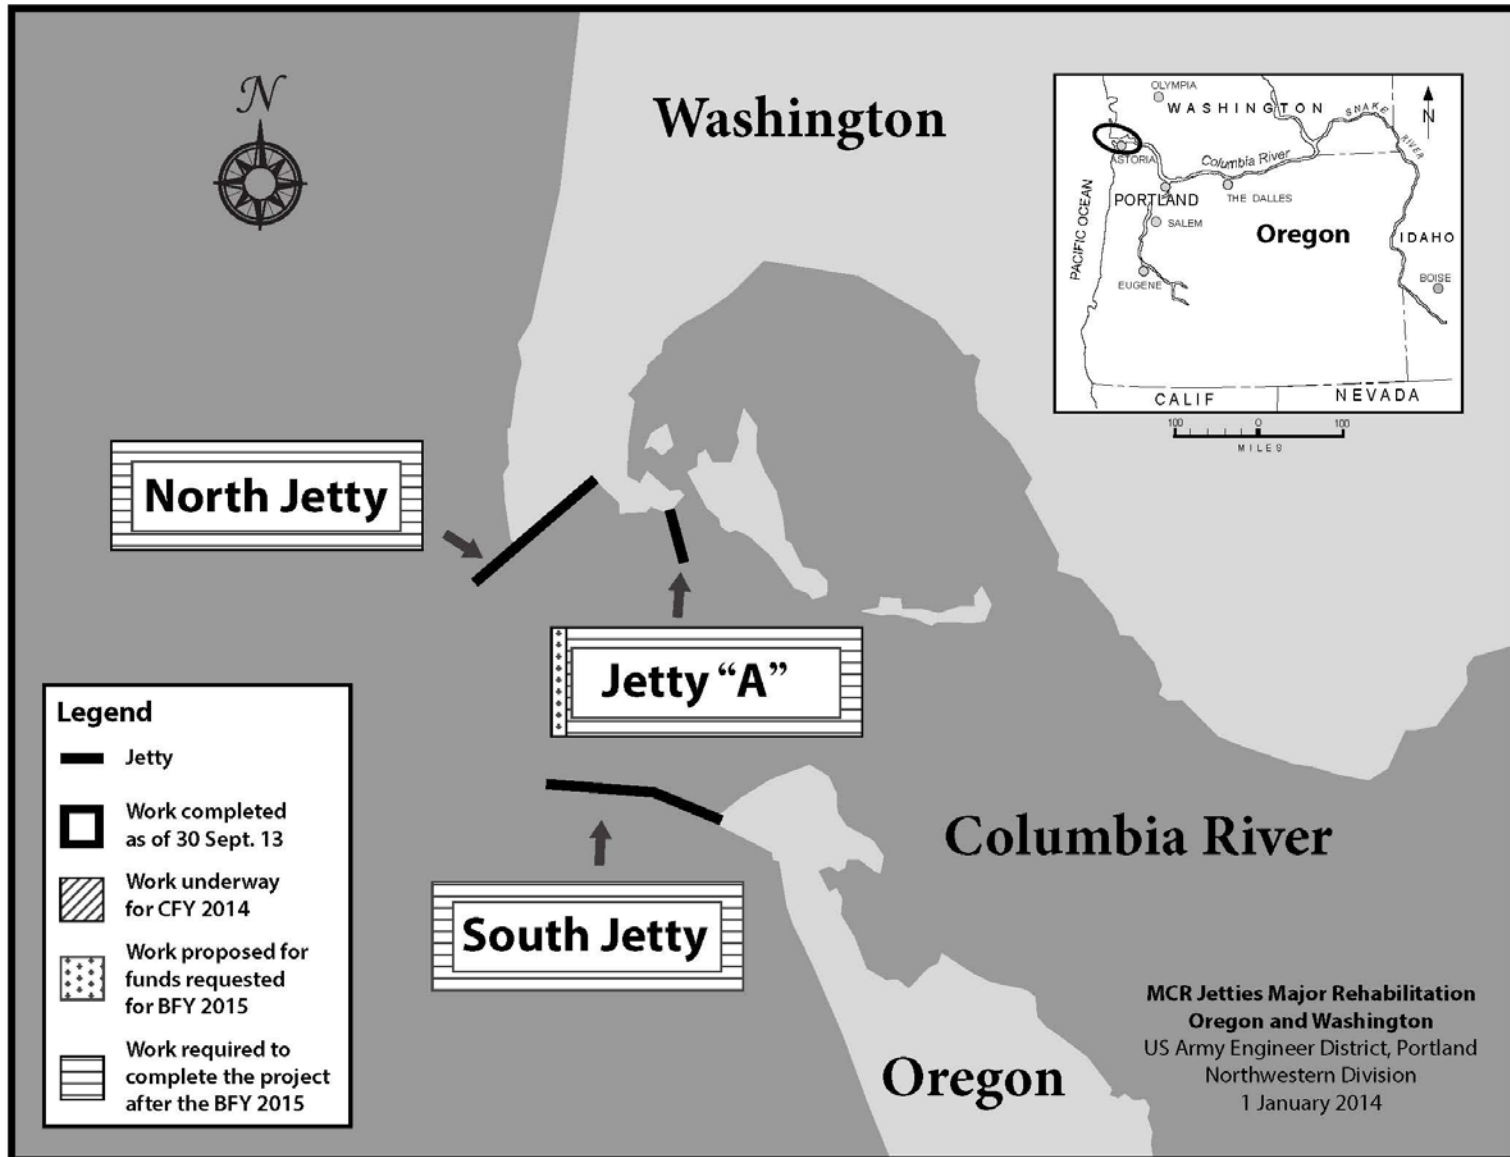 N
Washington
OLYMPIA
WASHINGTON
SNAKE RIVER
N
ASTORIA
Columbia River
PORTLAND
THE DALLES
SALEM
Oregon
IDAHO
PACIFIC OCEAN
EUGENE
BOISE
CALIF
NEVADA
100 0 100
MILES
North Jetty
Jetty “A”
South Jetty
Columbia River
Oregon
Legend
Jetty
Work completed
as of 30 Sept. 13
Work underway
for CFY 2014
Work proposed for
funds requested
for BFY 2015
Work required to
complete the project
after the BFY 2015
MCR Jetties Major Rehabilitation
Oregon and Washington
US Army Engineer District, Portland
Northwestern Division
1 January 2014